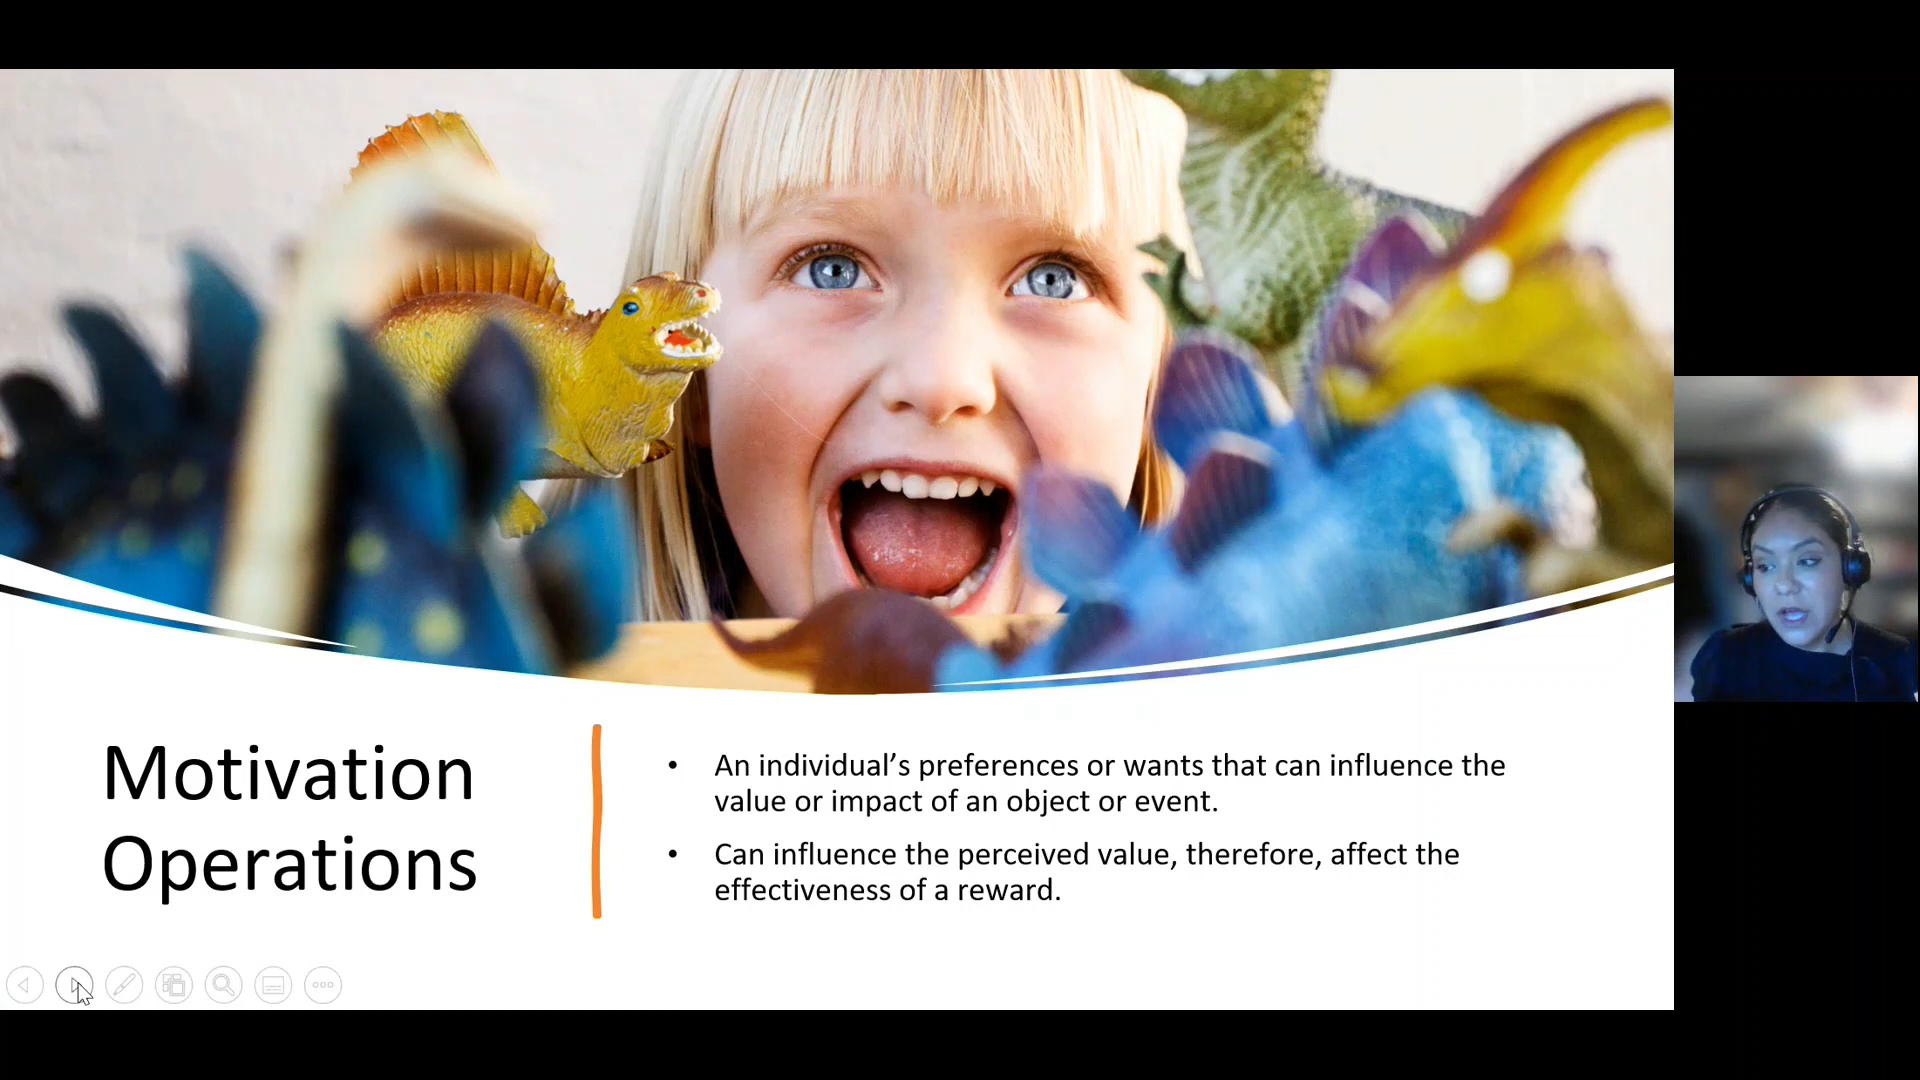 Motivation
Operations
• An individual’s preferences or wants that can influence the
value or impact of an object or event.
• Can influence the perceived value, therefore, affect the
effectiveness of a reward.